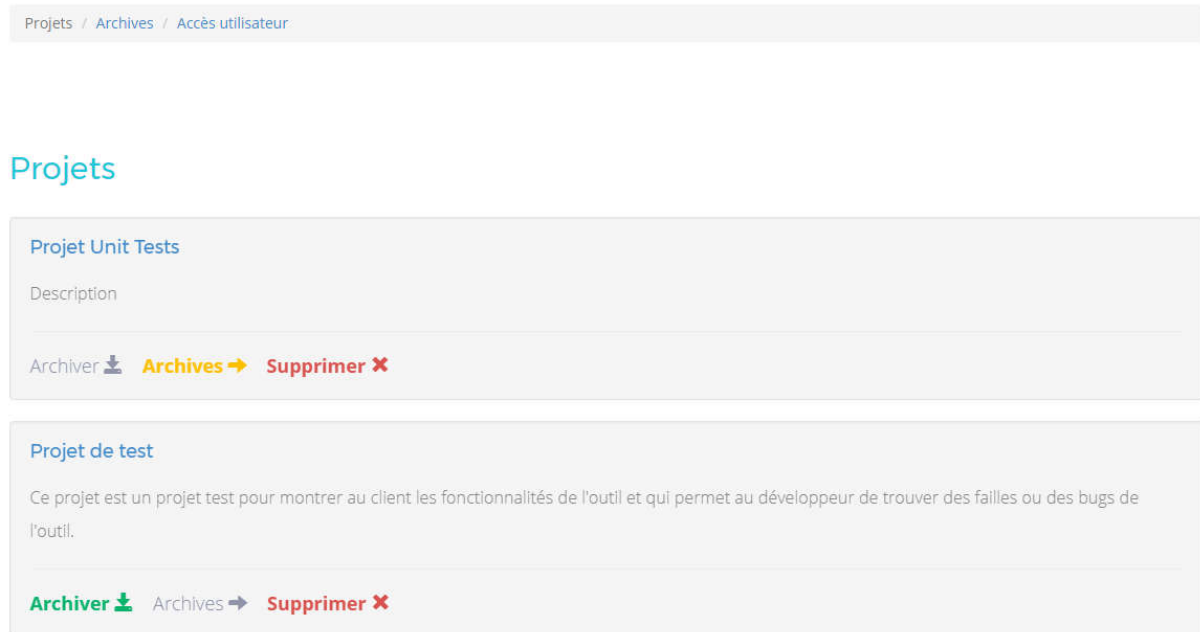 Projets / Archives / Accès utilisateur
Projets
Projet Unit Tests
Description
Archiver Archives Supprimer
Projet de test
Ce projet est un projet test pour montrer au client les fonctionnalités de l'outil et qui permet au développeur de trouver des failles ou des bugs de
l'outil.
Archiver Archives Supprimer